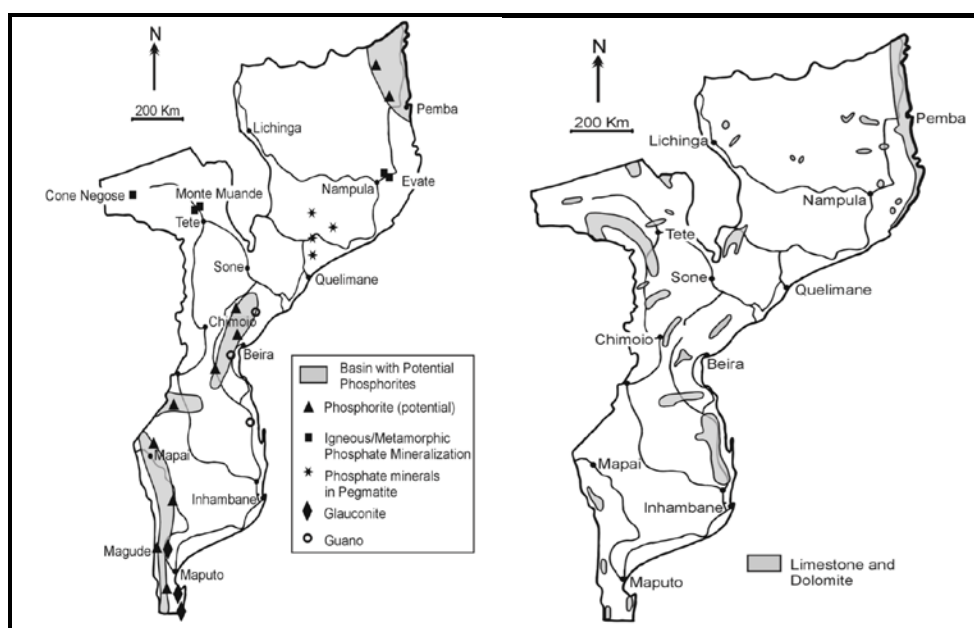 N
200 Km
Pemba
Lichinga
Cone Negose
Monte Muande
Nampula
Evate
Tete
Sone
Quelimane
Chimoio
Beira
Mapai
Inhambane
Magude
Maputo
Basin with Potential
Phosphorites
Phosphorite (potential)
Igneous/Metamorphic
Phosphate Mineralization
Phosphate minerals
in Pegmatite
Glauconite
Guano
N
200 Km
Pemba
Lichinga
Nampula
Tete
Sone
Quelimane
Chimoio
Beira
Mapai
Inhambane
Maputo
Limestone and
Dolomite